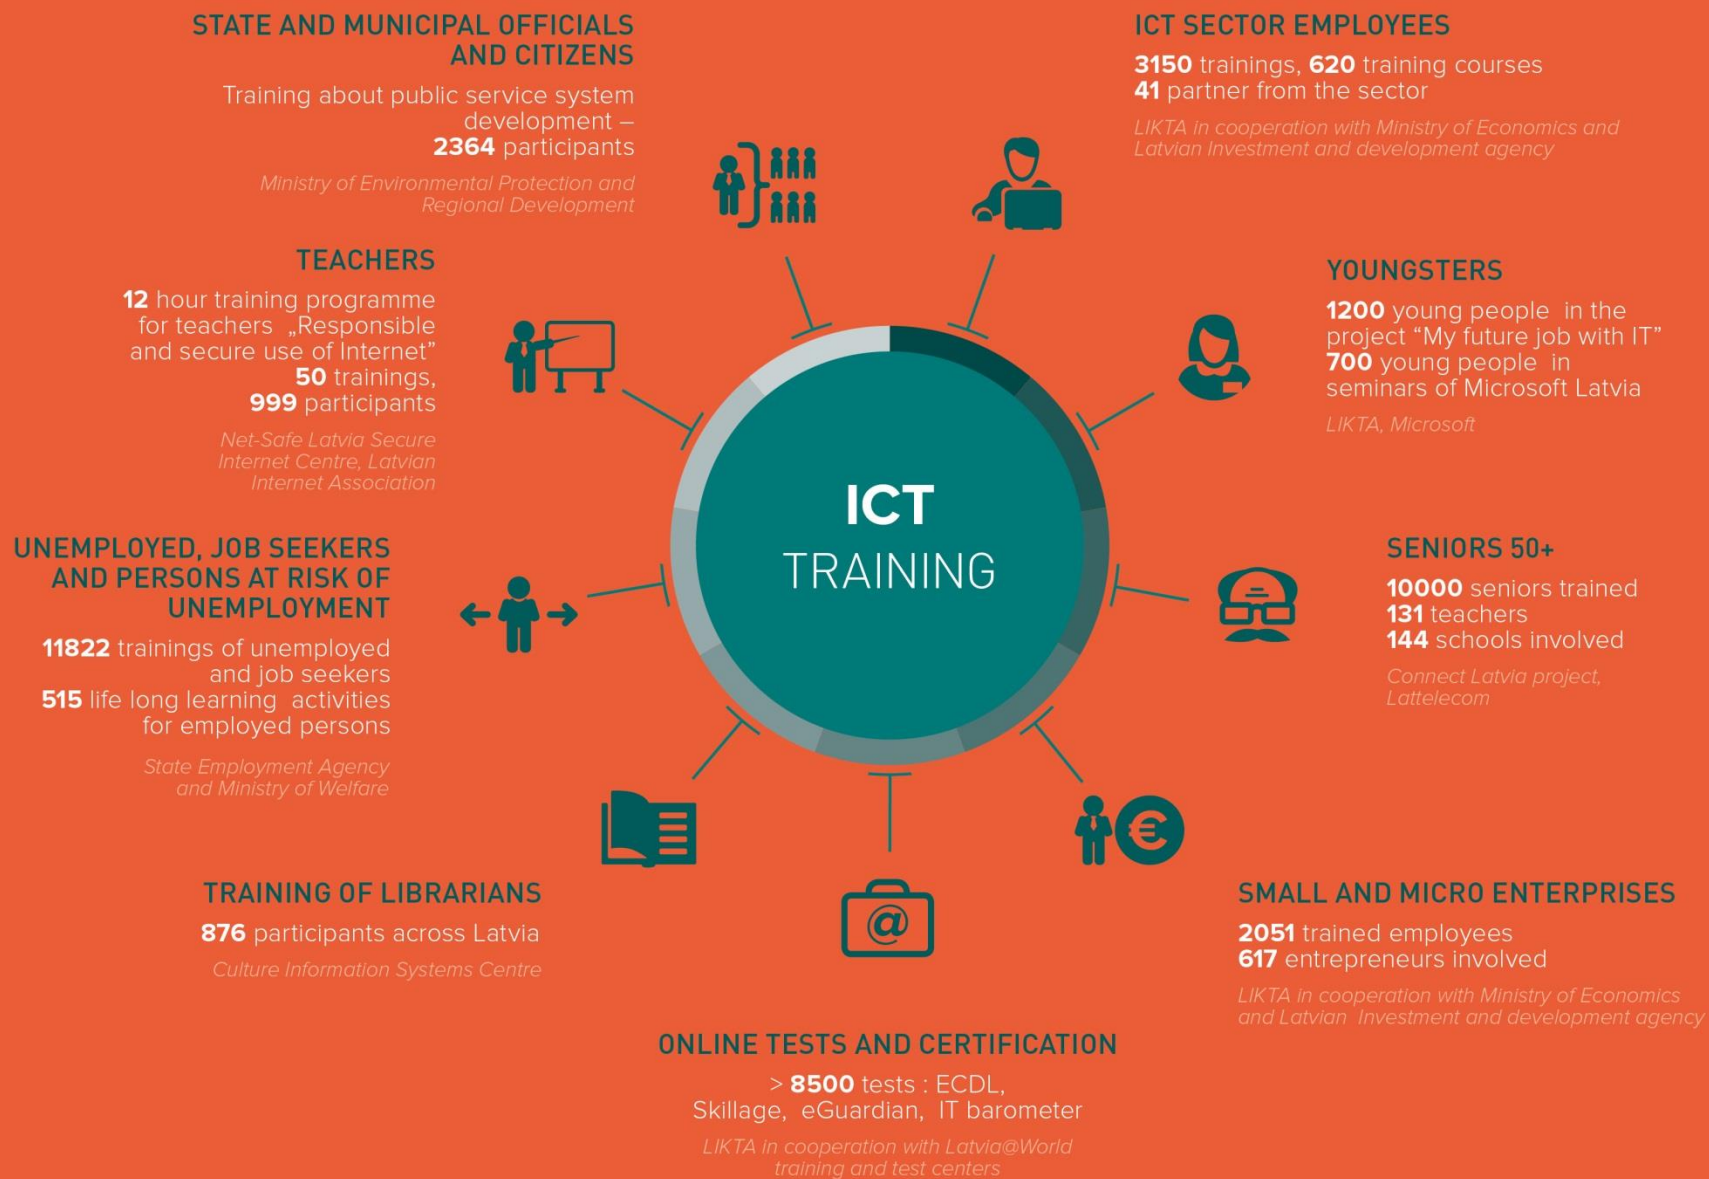 STATE AND MUNICIPAL OFFICIALS
AND CITIZENS
Training about public service system
development –
2364 participants
Ministry of Environmental Protection and
Regional Development
ICT SECTOR EMPLOYEES
3150 trainings, 620 training courses
41 partner from the sector
LIKTA in cooperation with Ministry of Economics and
Latvian Investment and development agency
TEACHERS
12 hour training programme
for teachers „Responsible
and secure use of Internet”
50 trainings,
999 participants
Net-Safe Latvia Secure
Internet Centre, Latvian
Internet Association
YOUNGSTERS
1200 young people in the
project “My future job with IT”
700 young people in
seminars of Microsoft Latvia
LIKTA, Microsoft
ICT
TRAINING
UNEMPLOYED, JOB SEEKERS
AND PERSONS AT RISK OF
UNEMPLOYMENT
11822 trainings of unemployed
and job seekers
515 life long learning activities
for employed persons
State Employment Agency
and Ministry of Welfare
SENIORS 50+
10000 seniors trained
131 teachers
144 schools involved
Connect Latvia project,
Lattelecom
TRAINING OF LIBRARIANS
876 participants across Latvia
Culture Information Systems Centre
@
€
SMALL AND MICRO ENTERPRISES
2051 trained employees
617 entrepreneurs involved
LIKTA in cooperation with Ministry of Economics
and Latvian Investment and development agency
ONLINE TESTS AND CERTIFICATION
> 8500 tests : ECDL,
Skillage, eGuardian, IT barometer
LIKTA in cooperation with Latvia@World
training and test centers